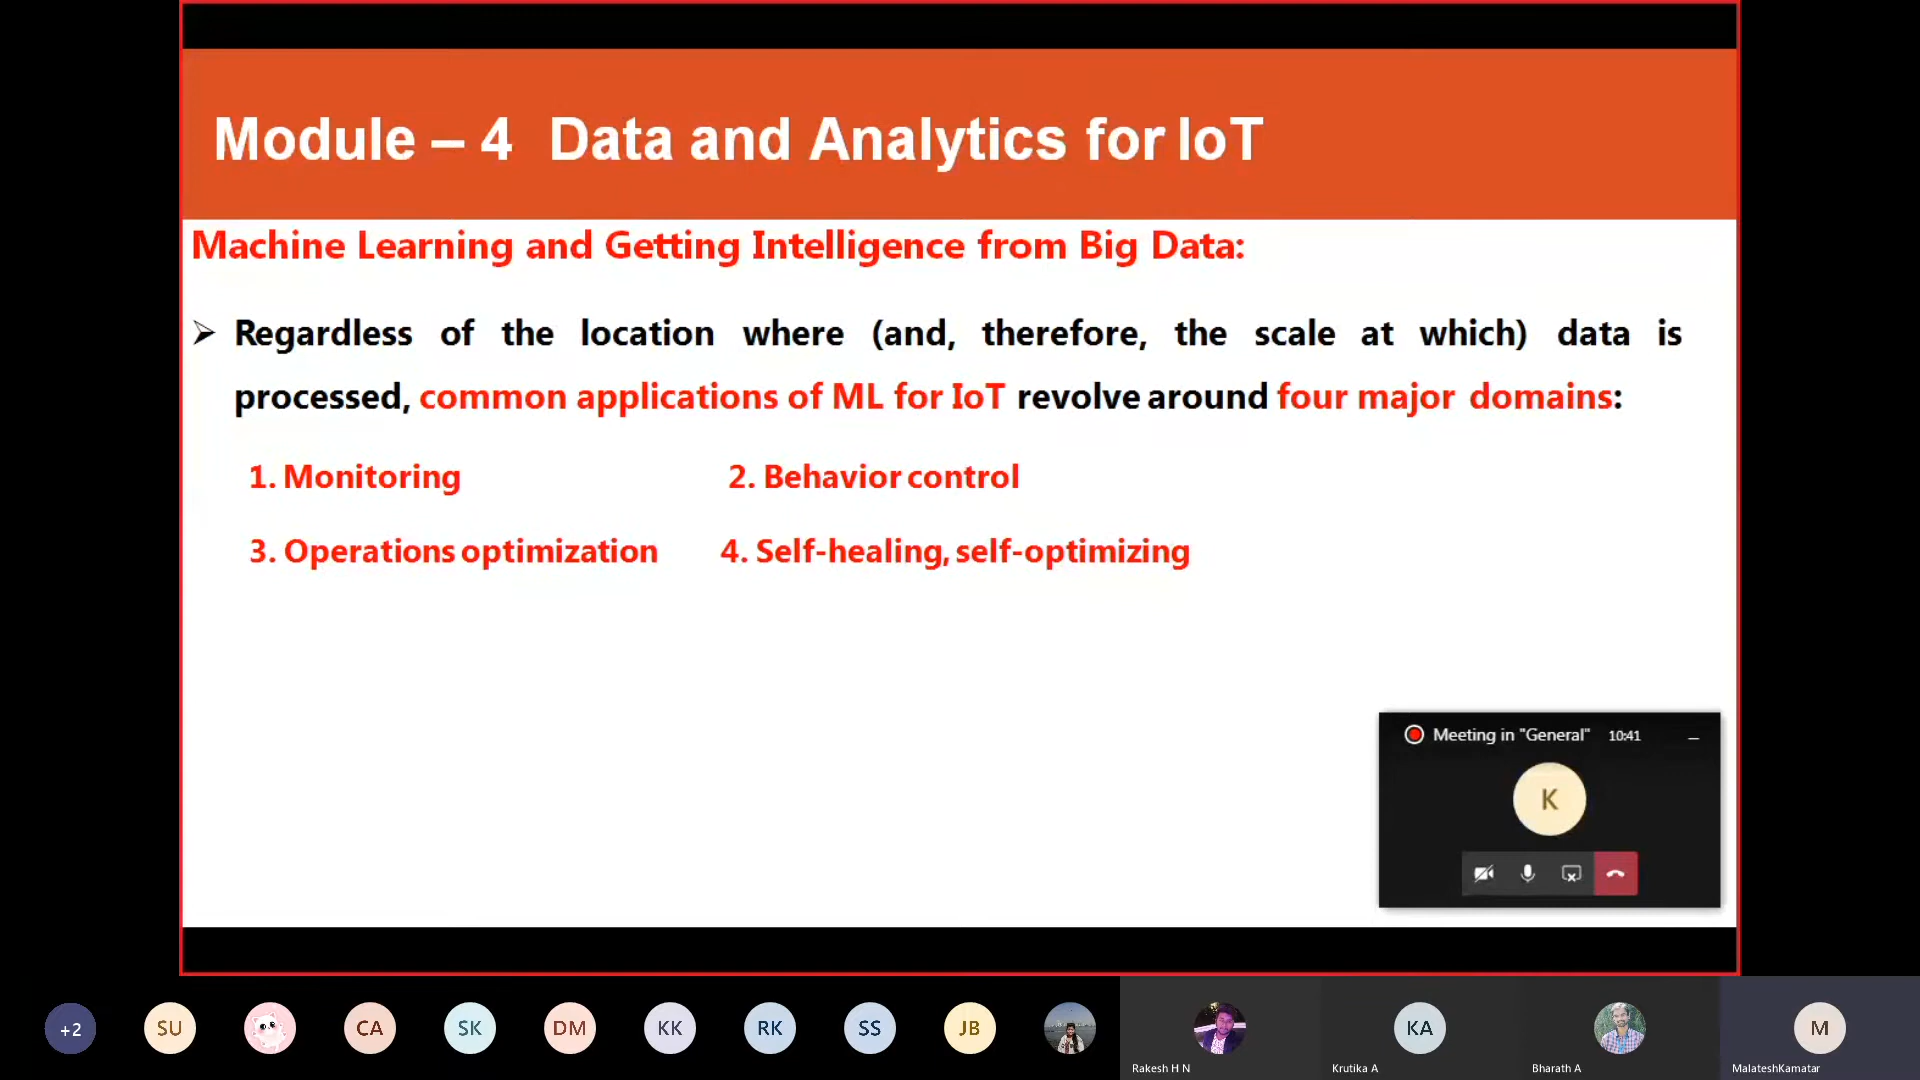 Module – 4 Data and Analytics for IoT
Machine Learning and Getting Intelligence from Big Data:
➢ Regardless of the location where (and, therefore, the scale at which) data is
processed, common applications of ML for IoT revolve around four major domains:
1. Monitoring 2. Behavior control
3. Operations optimization 4. Self-healing, self-optimizing
Meeting in "General" 10:41
K
+2 SU CA SK DM KK RK SS JB KA M
Rakesh H N Krutika A Bharath A MalateshKamatar